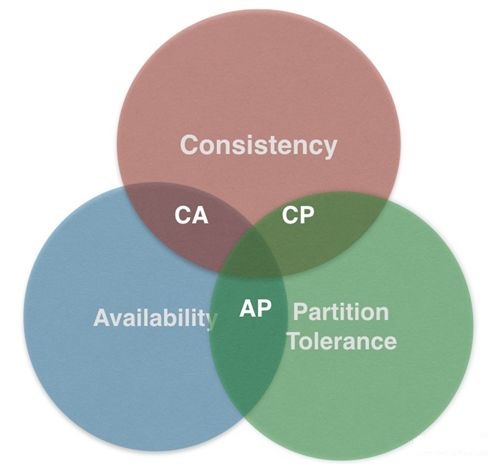 Consistency
CA
CP
Availability
AP
Partition
Tolerance